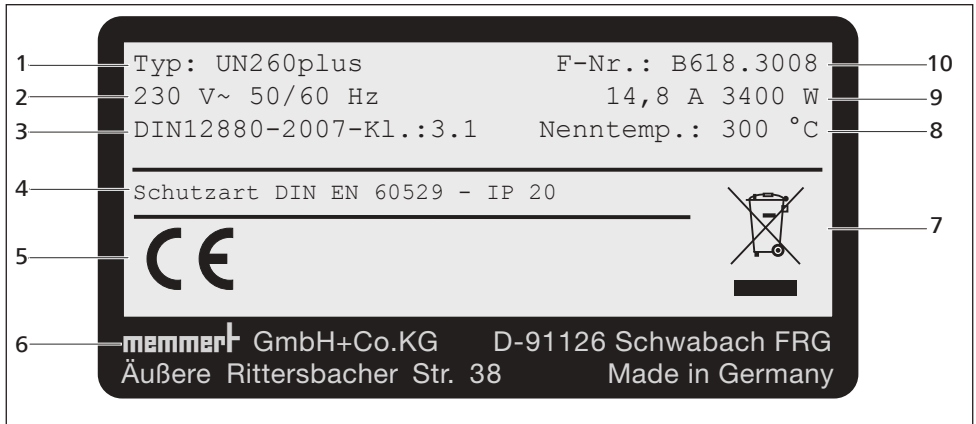 1 Typ: UN260plus F-Nr.: B618.3008 10
2 230 V~ 50/60 Hz 14,8 A 3400 W 9
3 DIN12880-2007-Kl.:3.1 Nenntemp.: 300 °C 8
4 Schutzart DIN EN 60529 - IP 20
7
5 CE
6 memmert GmbH+Co.KG D-91126 Schwabach FRG
Äußere Rittersbacher Str. 38 Made in Germany